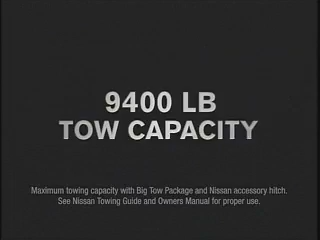 9400 LB
TOW CAPACITY
Maximum towing capacity with Big Tow Package and Nissan accessory hitch.
See Nissan Towing Guide and Owners Manual for proper use.